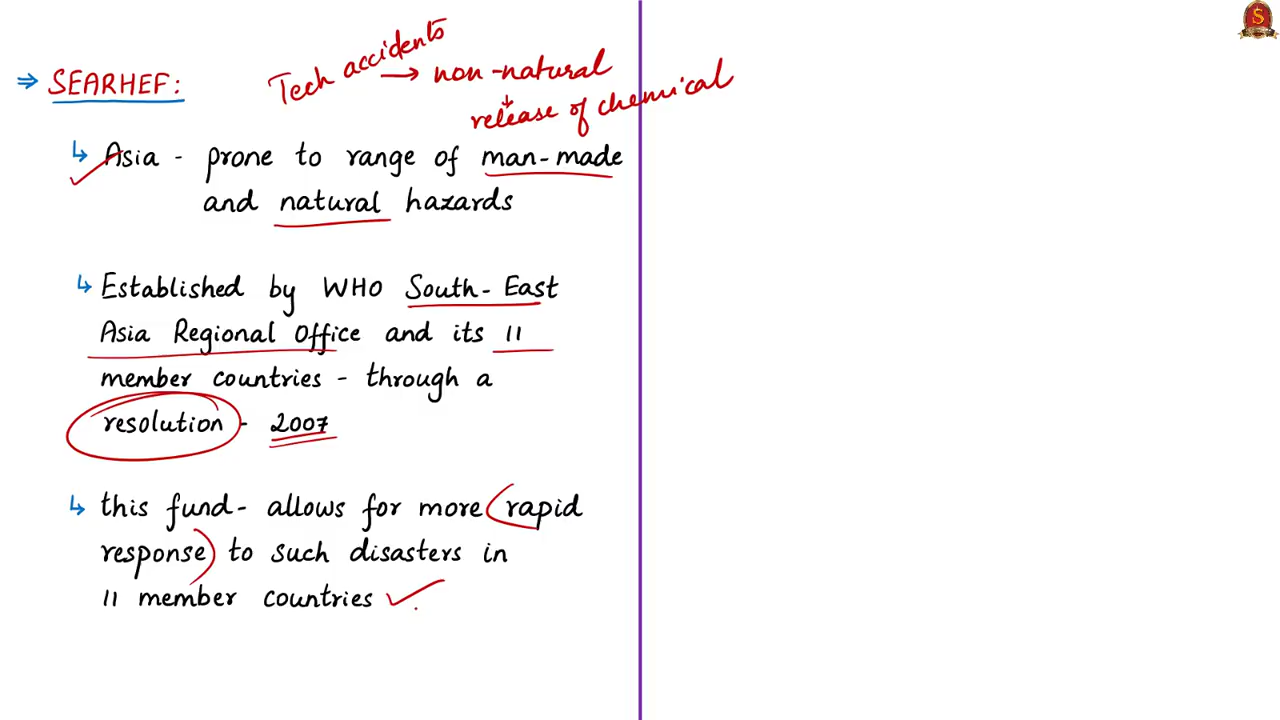 ⇒ SEARHEF:
Tech accidents
→ non-natural
release of chemical
↳ Asia - prone to range of man-made
and natural hazards
↳ Established by WHO South-East
Asia Regional Office and its 11
member countries - through a
resolution - 2007
↳ this fund- allows for more rapid
response to such disasters in
11 member countries
S